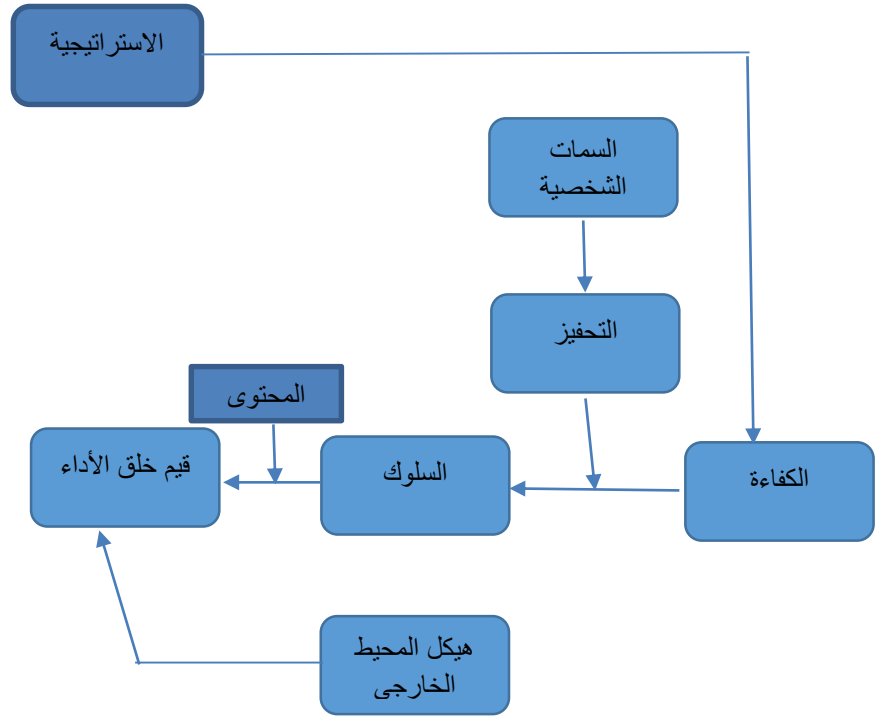 الاستراتيجية
السمات
الشخصية
التحفيز
المحتوى
قيم خلق الأداء
السلوك
الكفاءة
هيكل المحيط
الخارجى